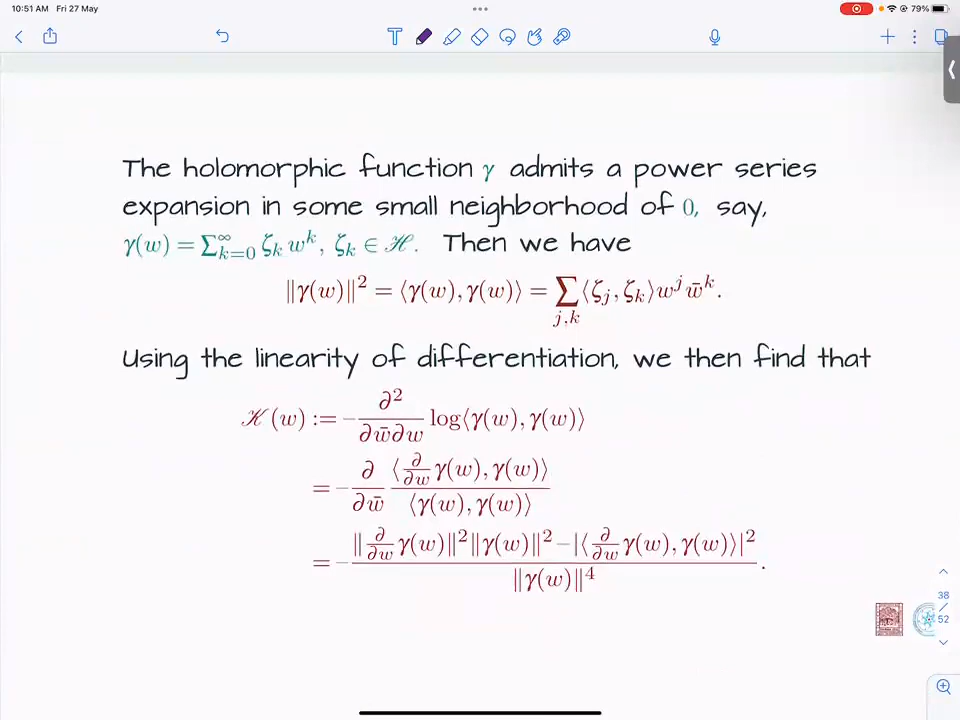 10:51 AM Fri 27 May
79%
The holomorphic function γ admits a power series
expansion in some small neighborhood of 0, say,
γ(w) = ∑_{k=0}^{∞} ζ_k w^k, ζ_k ∈ ℋ. Then we have
‖γ(w)‖² = ⟨γ(w), γ(w)⟩ = ∑_{j,k} ⟨ζ_j, ζ_k⟩ w^j w̄^k.
Using the linearity of differentiation, we then find that
𝒦(w) := −∂²/∂w̄∂w log⟨γ(w), γ(w)⟩
= −∂/∂w̄ ⟨∂/∂w γ(w), γ(w)⟩ / ⟨γ(w), γ(w)⟩
= −‖∂/∂w γ(w)‖² ‖γ(w)‖² − |⟨∂/∂w γ(w), γ(w)⟩|² / ‖γ(w)‖⁴ .
38
/
52